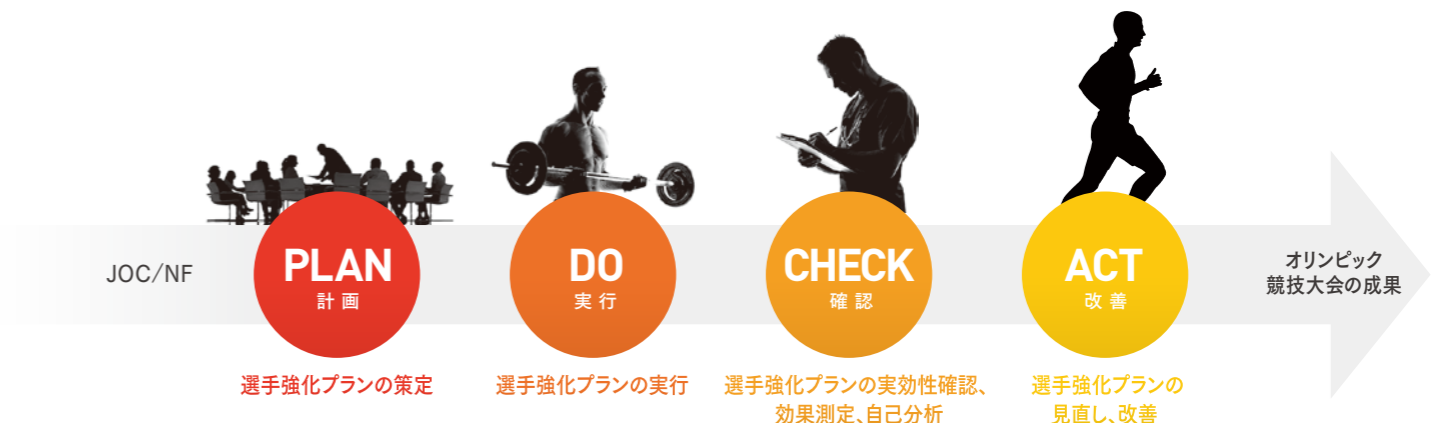 JOC/NF
PLAN
計画
選手強化プランの策定
DO
実行
選手強化プランの実行
CHECK
確認
選手強化プランの実効性確認、
効果測定、自己分析
ACT
改善
選手強化プランの
見直し、改善
オリンピック
競技大会の成果